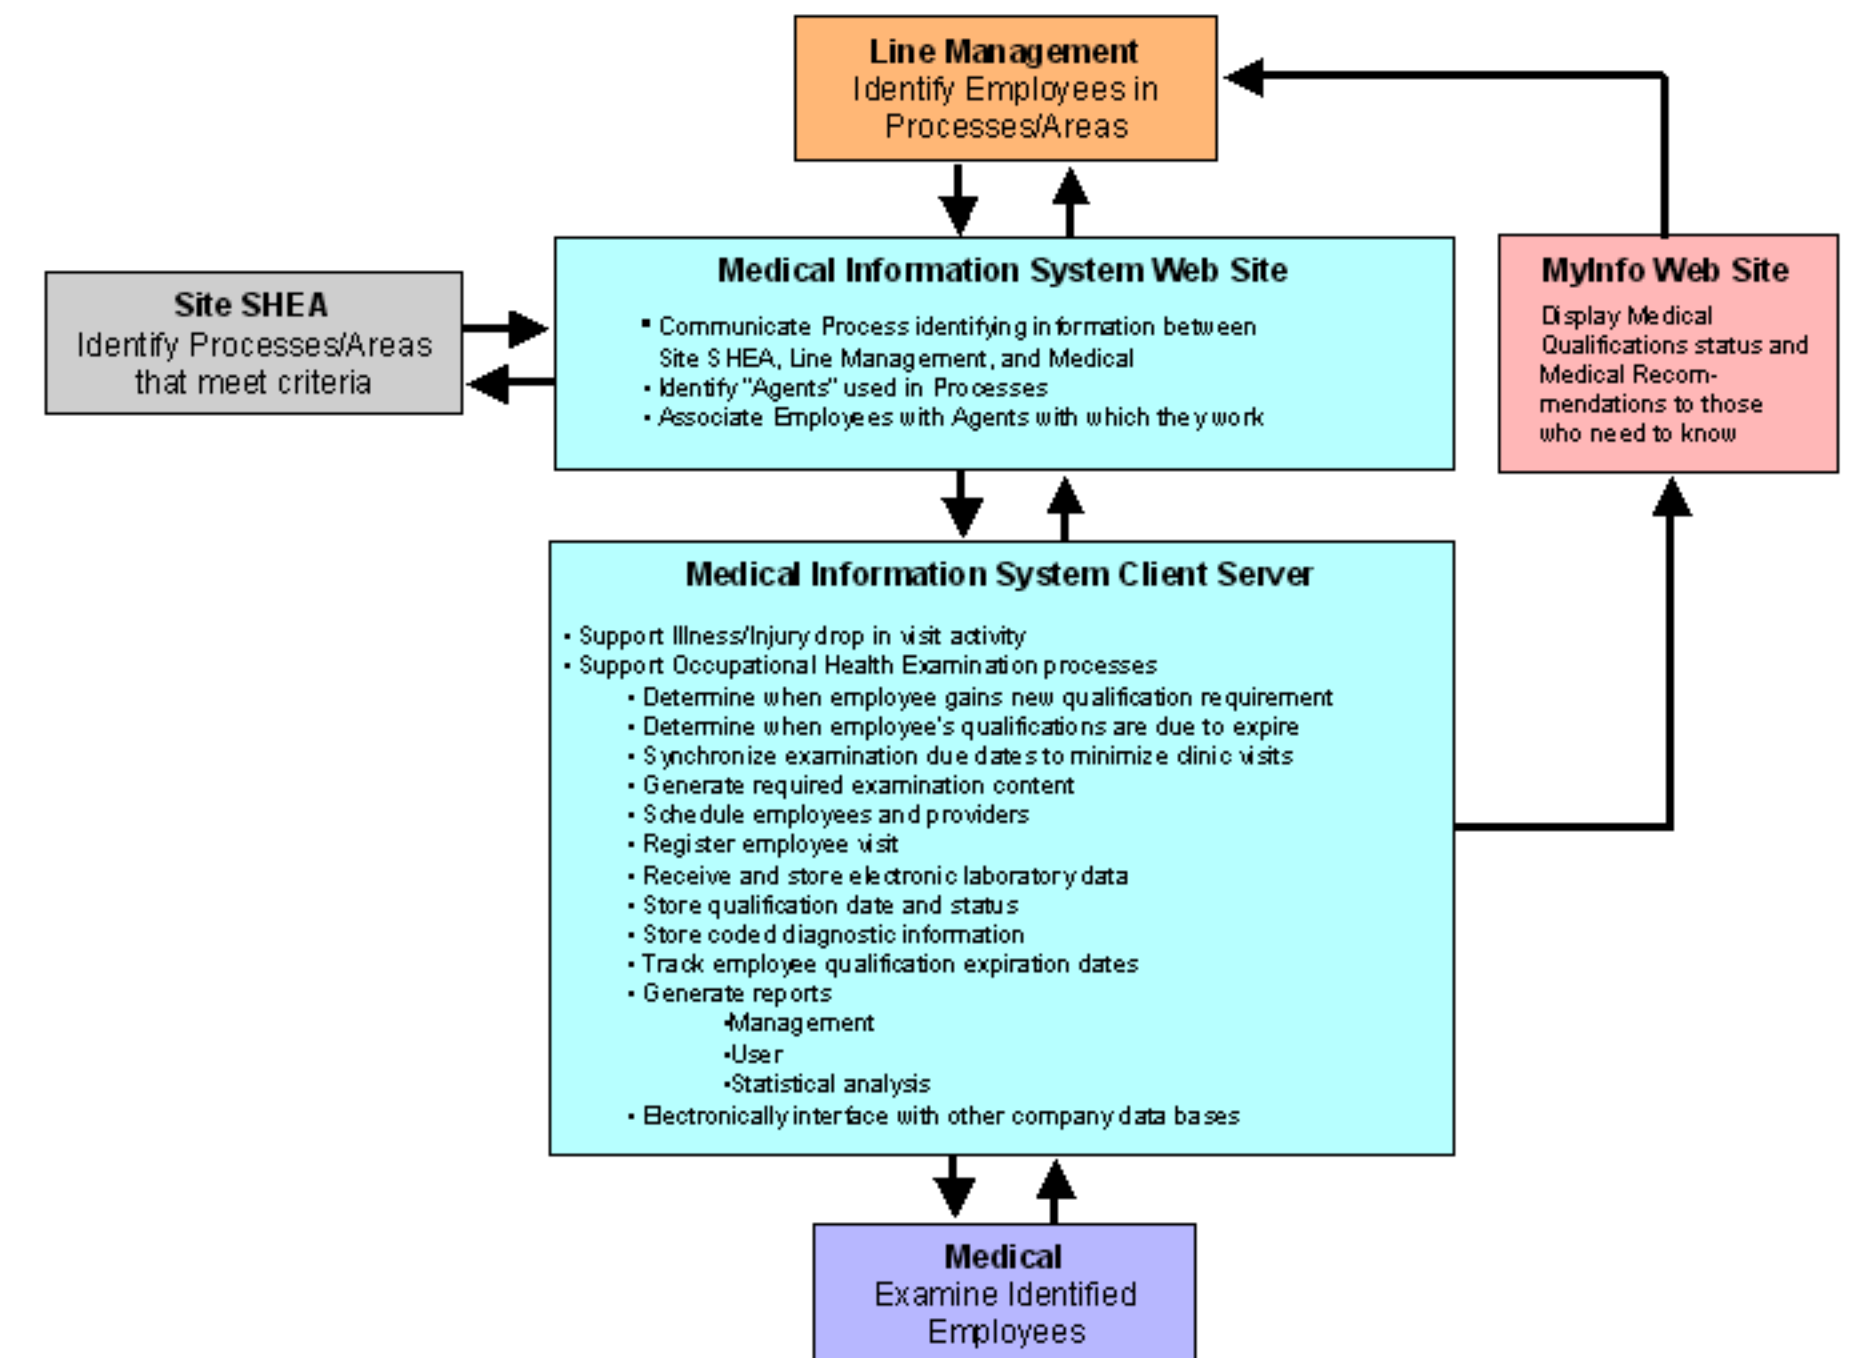 Line Management
Identify Employees in
Processes/Areas
Site SHEA
Identify Processes/Areas
that meet criteria
Medical Information System Web Site
▪ Communicate Process identifying information between
Site SHEA, Line Management, and Medical
• Identify "Agents" used in Processes
• Associate Employees with Agents with which they work
MyInfo Web Site
Display Medical
Qualifications status and
Medical Recom-
mendations to those
who need to know
Medical Information System Client Server
• Support Illness/Injury drop in visit activity
• Support Occupational Health Examination processes
• Determine when employee gains new qualification requirement
• Determine when employee's qualifications are due to expire
• Synchronize examination due dates to minimize clinic visits
• Generate required examination content
• Schedule employees and providers
• Register employee visit
• Receive and store electronic laboratory data
• Store qualification date and status
• Store coded diagnostic information
• Track employee qualification expiration dates
• Generate reports
•Management
•User
•Statistical analysis
• Electronically interface with other company data bases
Medical
Examine Identified
Employees